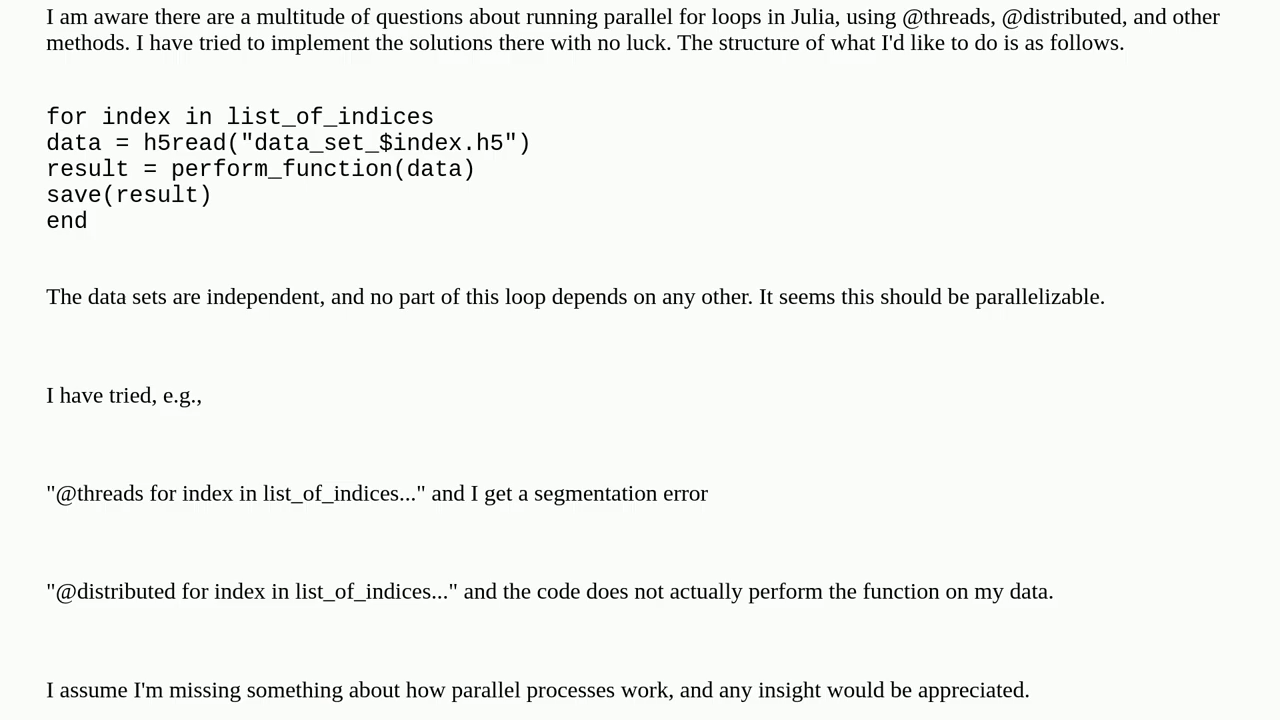 I am aware there are a multitude of questions about running parallel for loops in Julia, using @threads, @distributed, and other
methods. I have tried to implement the solutions there with no luck. The structure of what I'd like to do is as follows.
for index in list_of_indices
data = h5read("data_set_$index.h5")
result = perform_function(data)
save(result)
end
The data sets are independent, and no part of this loop depends on any other. It seems this should be parallelizable.
I have tried, e.g.,
"@threads for index in list_of_indices..." and I get a segmentation error
"@distributed for index in list_of_indices..." and the code does not actually perform the function on my data.
I assume I'm missing something about how parallel processes work, and any insight would be appreciated.